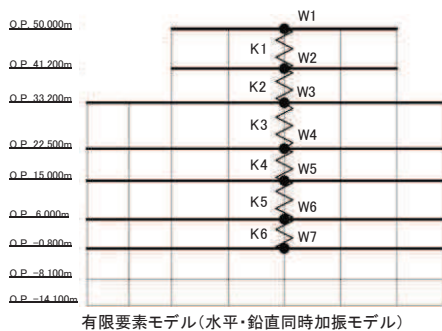 O.P. 50.000m
W1
K1
O.P. 41.200m
W2
K2
O.P. 33.200m
W3
K3
O.P. 22.500m
W4
K4
O.P. 15.000m
W5
K5
O.P. 6.000m
W6
K6
O.P. -0.800m
W7
O.P. -8.100m
O.P. -14.100m
有限要素モデル(水平・鉛直同時加振モデル)